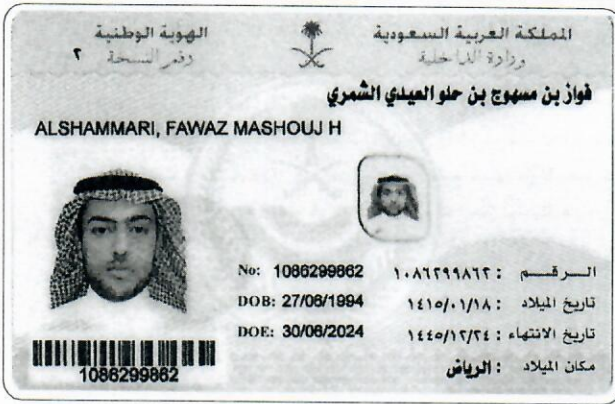 المملكة العربية السعودية
وزارة الداخلية
الهوية الوطنية
رقم النسخة ٢
فواز بن مسهوج بن حلو العيدي الشمري
ALSHAMMARI, FAWAZ MASHOUJ H
الرقم : ١٠٨٦٢٩٩٨٦٢ No: 1086299862
تاريخ الميلاد : ١٤١٥/٠١/١٨ DOB: 27/06/1994
تاريخ الانتهاء : ١٤٤٥/١٢/٢٤ DOE: 30/06/2024
مكان الميلاد : الرياض
1086299862